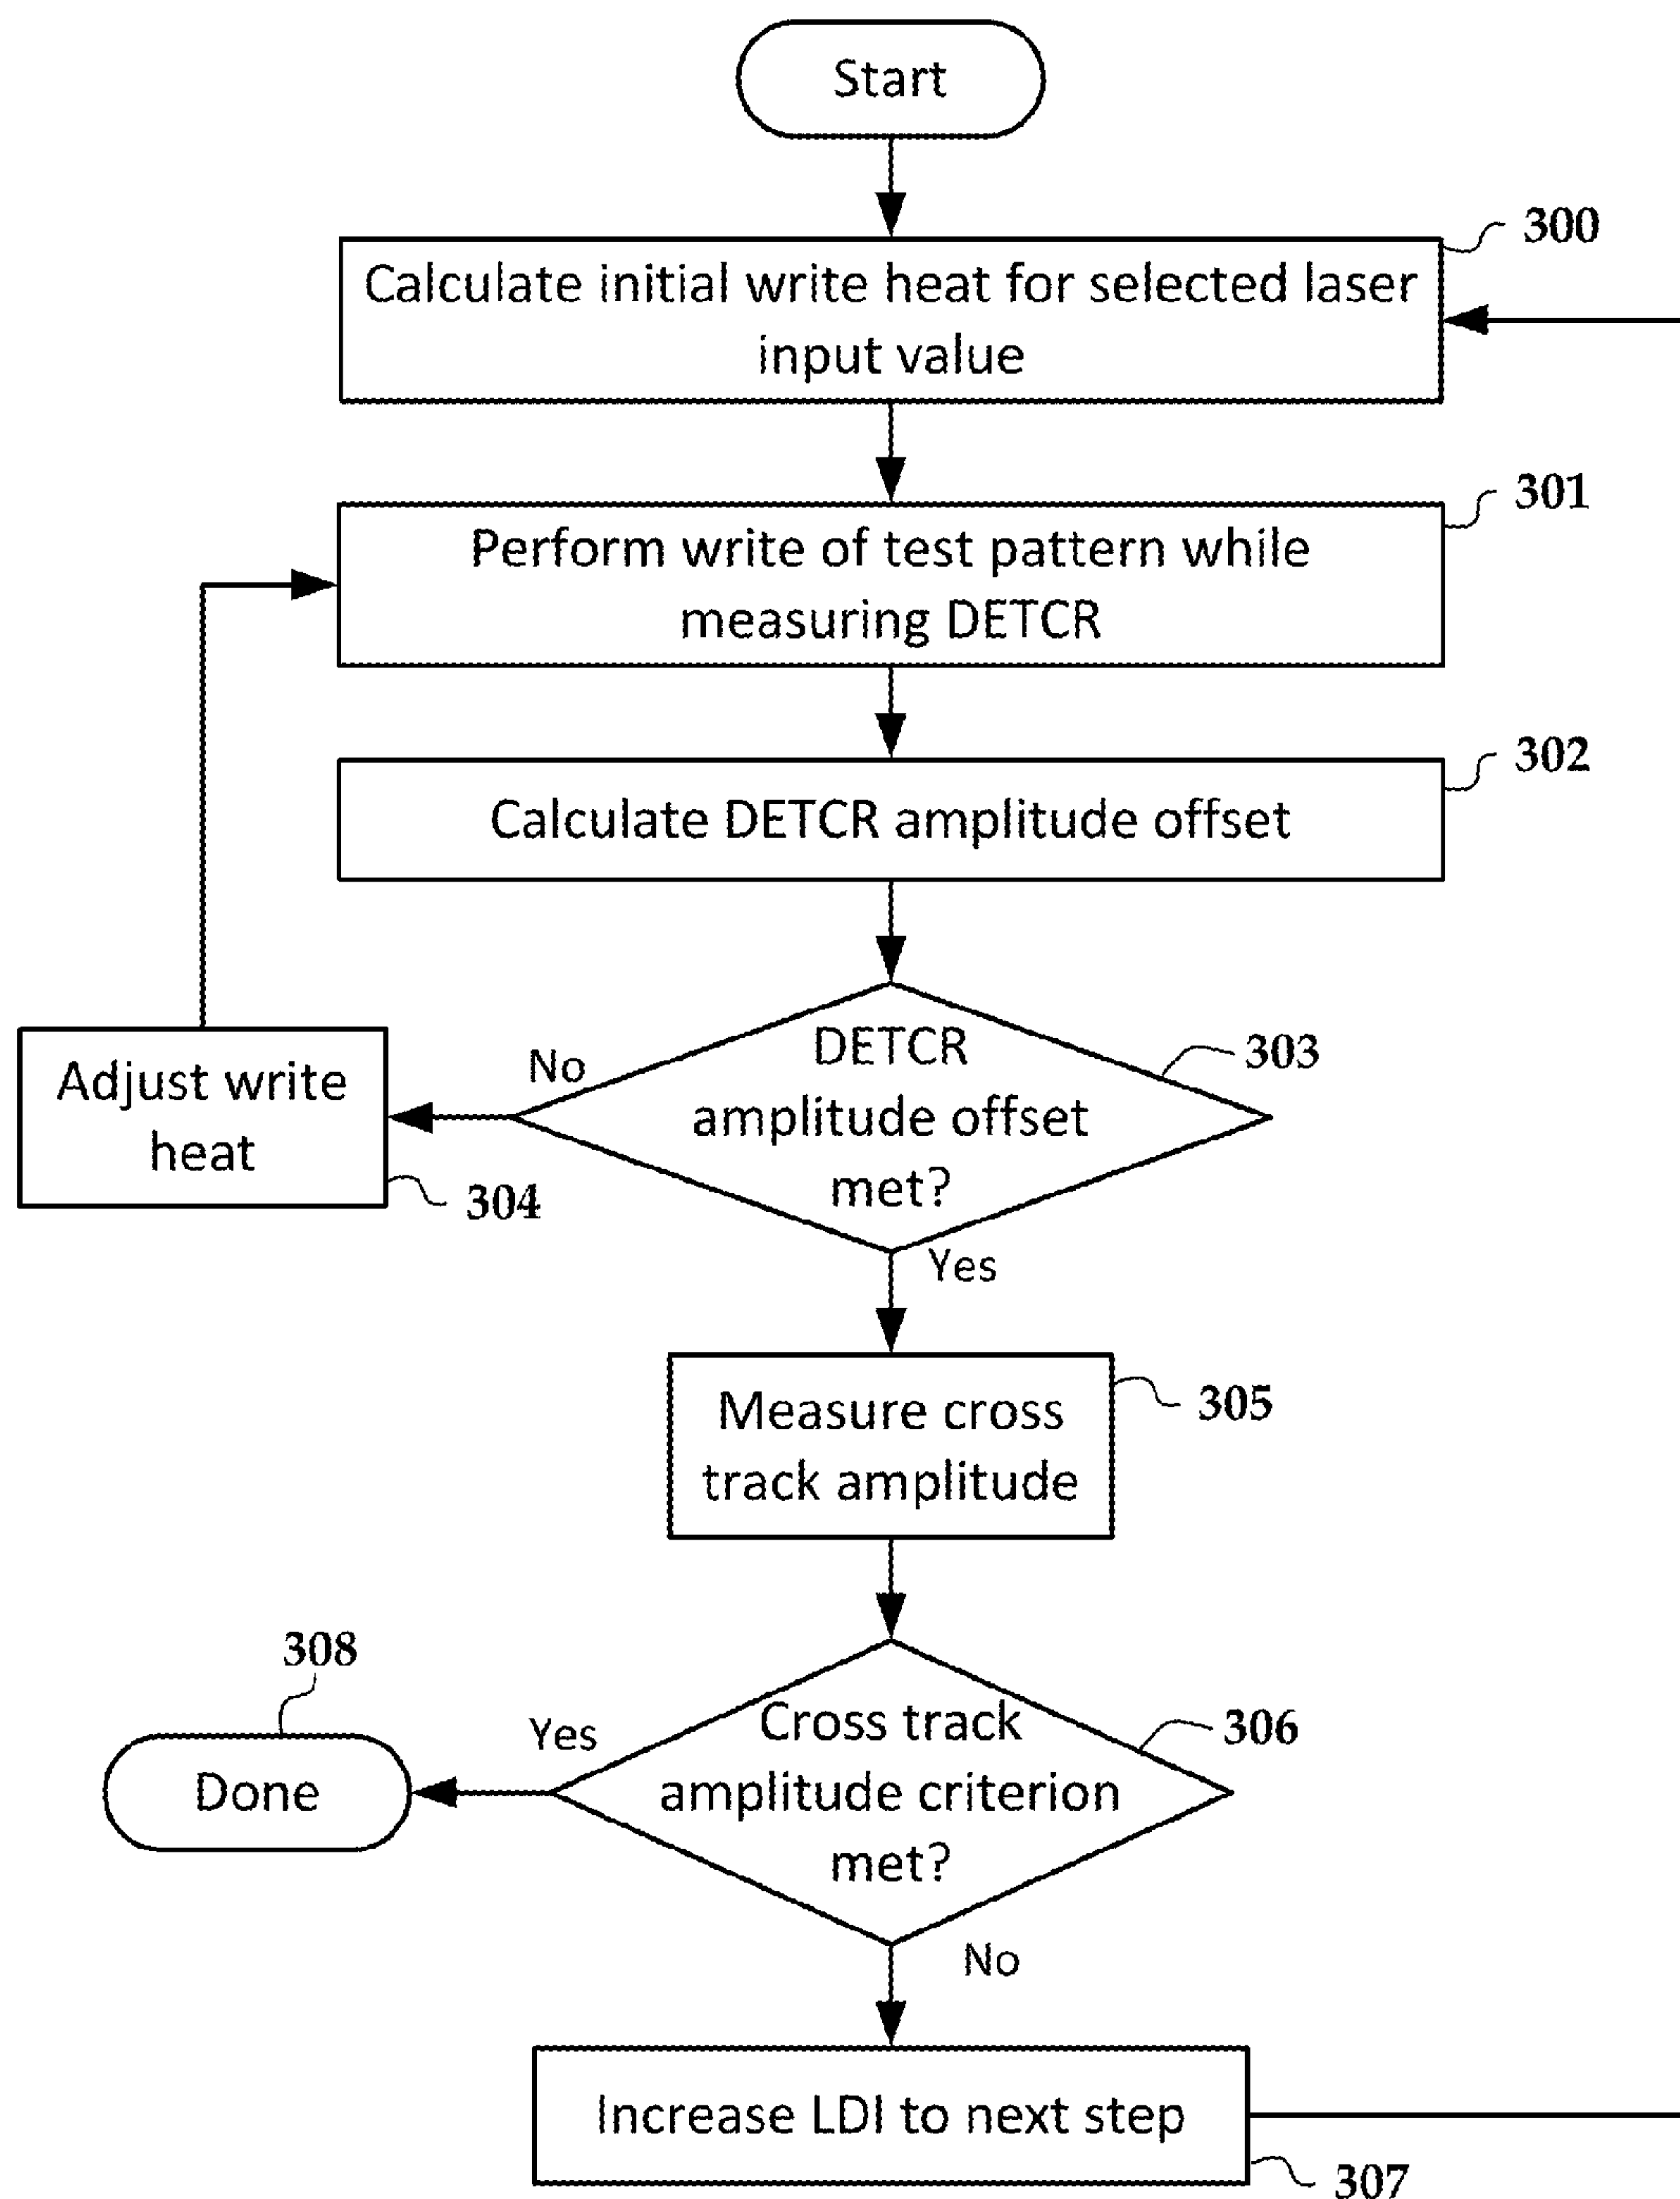 Start
300
Calculate initial write heat for selected laser
input value
301
Perform write of test pattern while
measuring DETCR
302
Calculate DETCR amplitude offset
303
DETCR
amplitude offset
met?
No
Adjust write
heat
304
Yes
305
Measure cross
track amplitude
306
Cross track
amplitude criterion
met?
Yes
308
Done
No
Increase LDI to next step
307